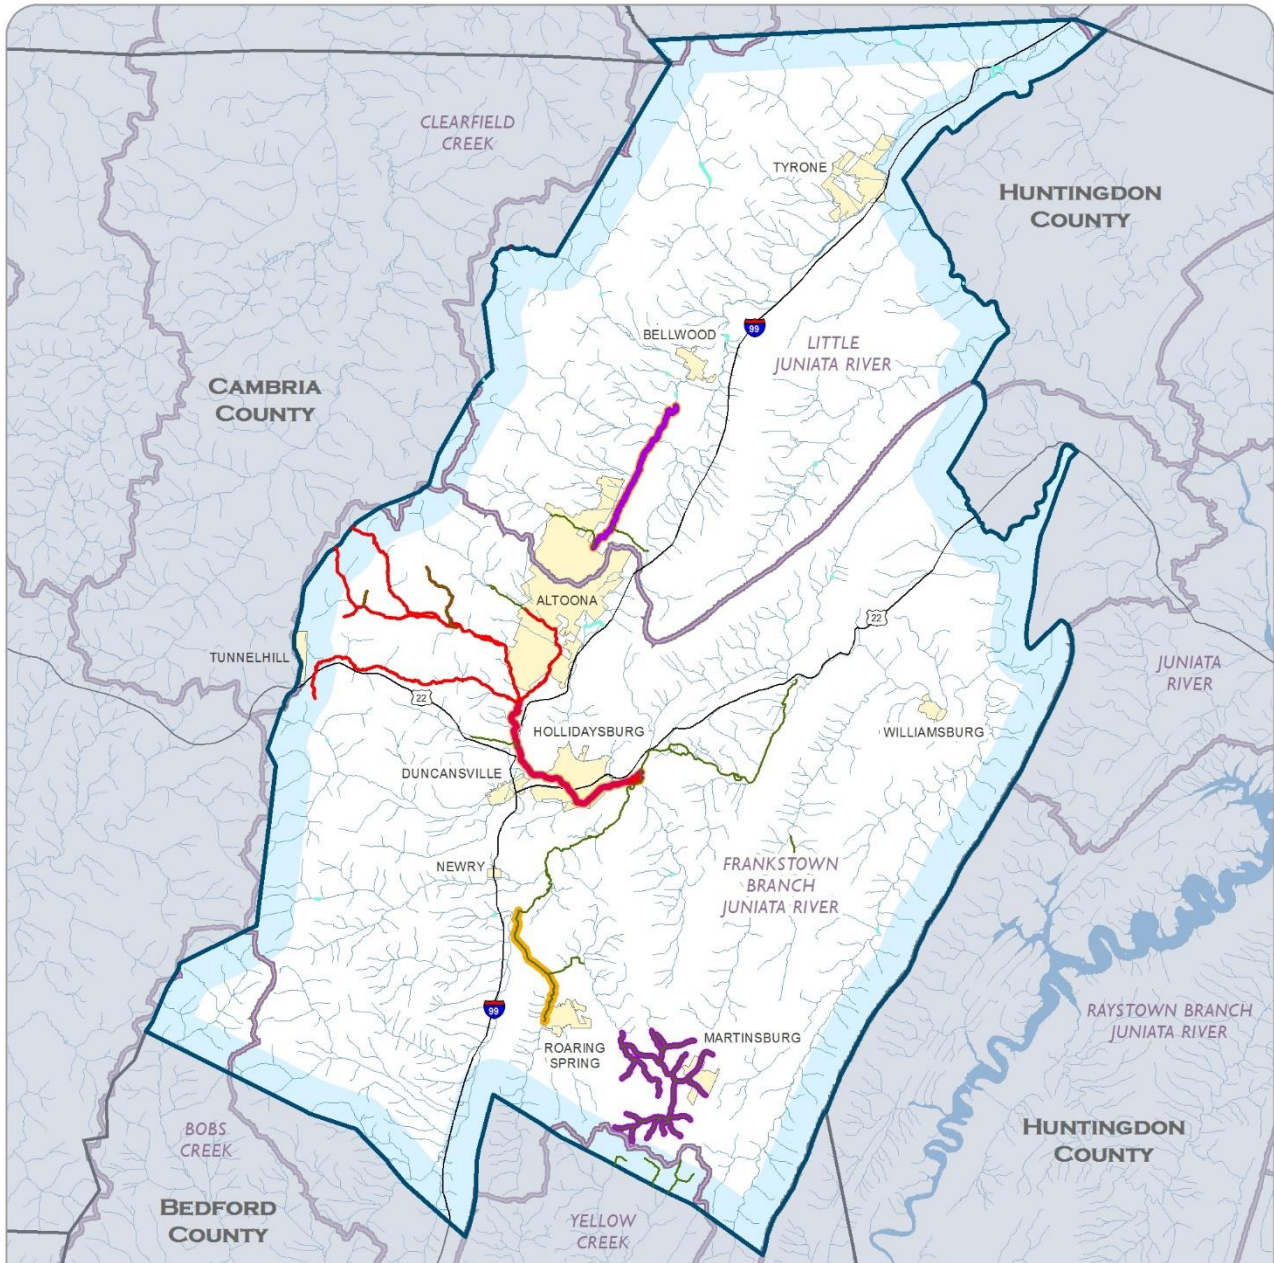 CLEARFIELD
CREEK
TYRONE
HUNTINGDON
COUNTY
BELLWOOD
99
LITTLE
JUNIATA RIVER
CAMBRIA
COUNTY
ALTOONA
22
TUNNELHILL
JUNIATA
RIVER
22
HOLLIDAYSBURG
WILLIAMSBURG
DUNCANSVILLE
NEWRY
FRANKSTOWN
BRANCH
JUNIATA RIVER
99
RAYSTOWN BRANCH
JUNIATA RIVER
ROARING
SPRING
MARTINSBURG
BOBS
CREEK
HUNTINGDON
COUNTY
BEDFORD
COUNTY
YELLOW
CREEK